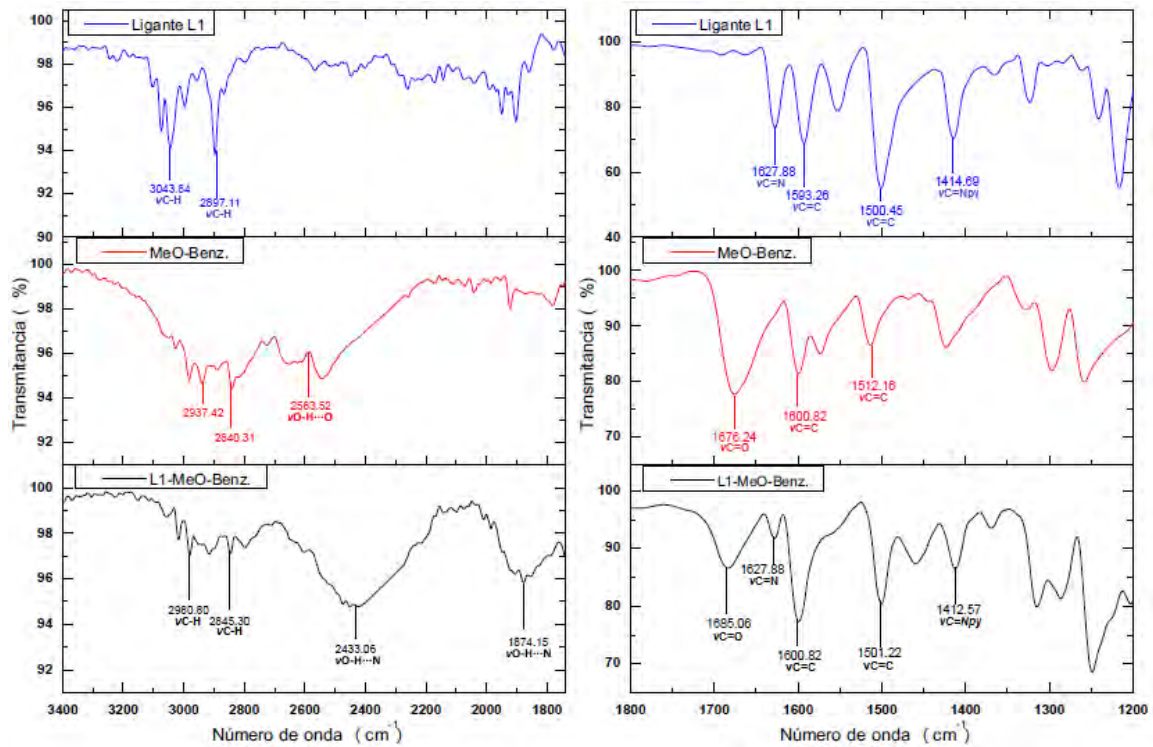 Ligante L1
100
98
96
94
92
90
3043.64
νC-H
2897.11
νC-H
MeO-Benz.
100
98
96
94
92
2937.42
2840.31
2563.52
νO-H···O
L1-MeO-Benz.
100
98
96
94
92
2980.80
νC-H
2845.30
νC-H
2433.06
νO-H···N
1874.15
νO-H···N
Transmitancia ( %)
3400 3200 3000 2800 2600 2400 2200 2000 1800
Número de onda ( cm-1)
Ligante L1
100
80
60
40
1627.88
νC=N
1593.26
νC=C
1500.45
νC=C
1414.69
νC=Npy
MeO-Benz.
100
90
80
70
1676.24
νC=O
1600.82
νC=C
1512.16
νC=C
L1-MeO-Benz.
100
90
80
70
1685.06
νC=O
1627.88
νC=N
1600.82
νC=C
1501.22
νC=C
1412.57
νC=Npy
Transmitancia ( %)
1800 1700 1600 1500 1400 1300 1200
Número de onda ( cm-1)